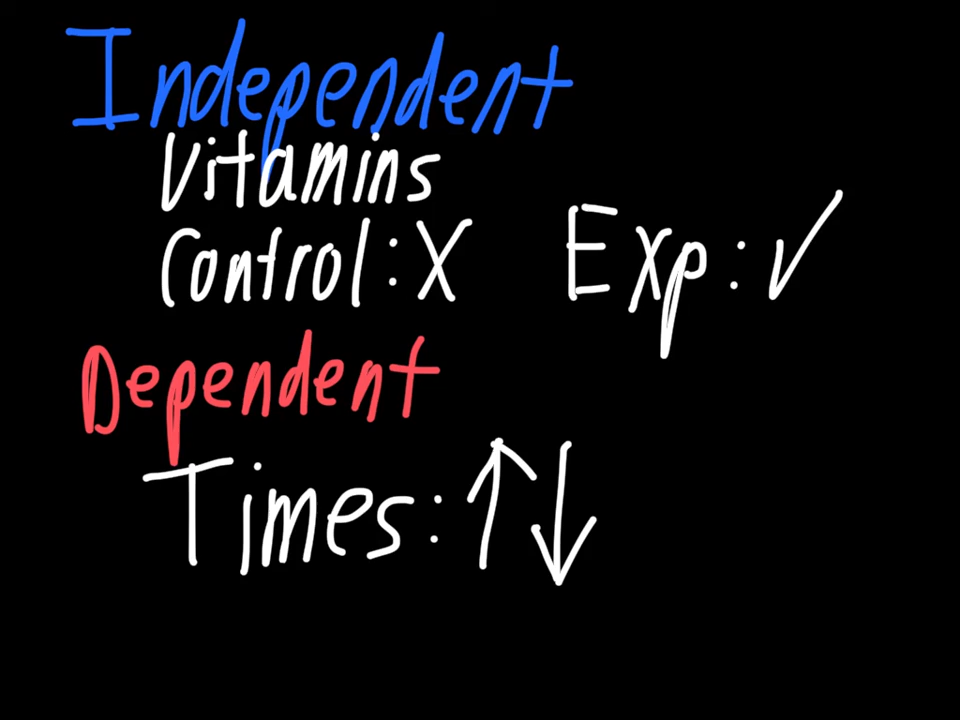 Independent
Vitamins
Control: X Exp: ✓
Dependent
Times: ↑↓